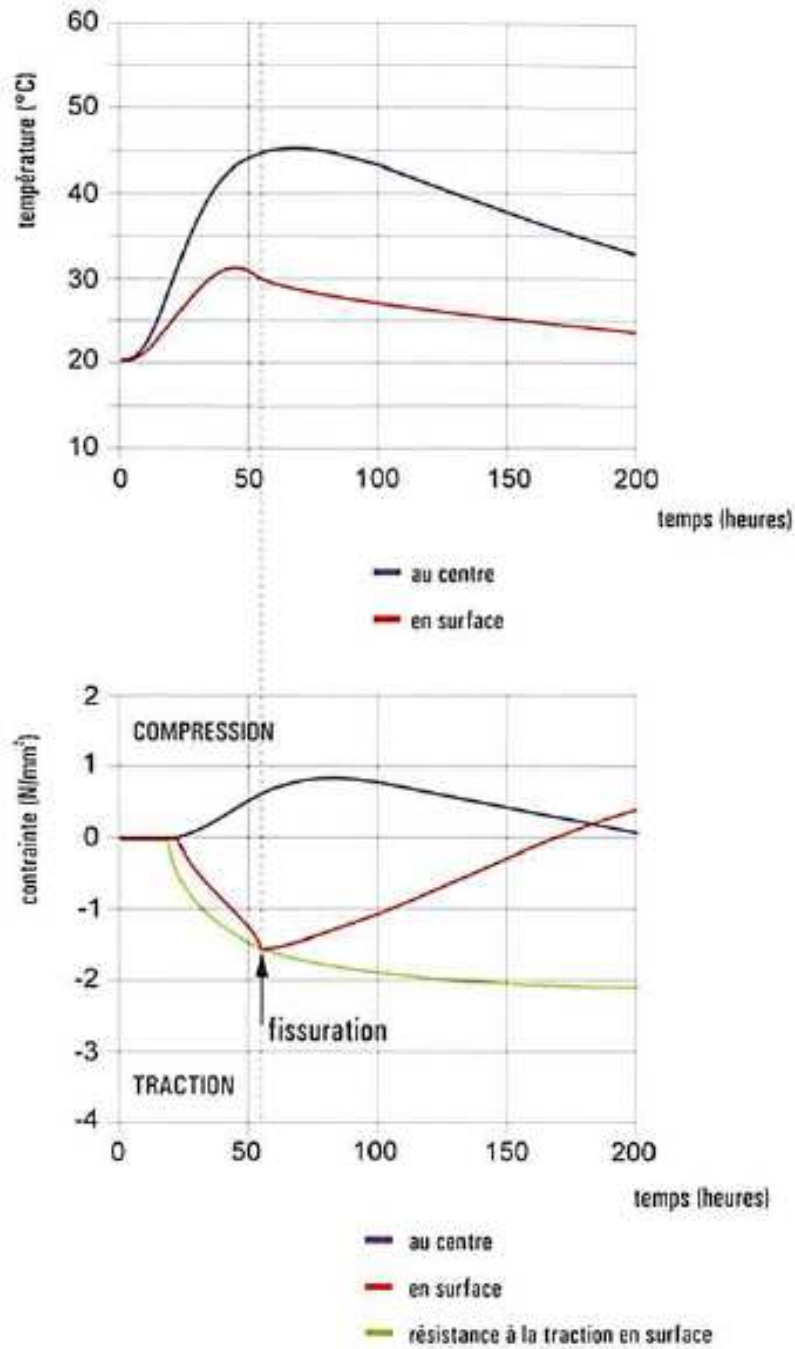 température (°C)
60
50
40
30
20
10
0
50
100
150
200
temps (heures)
au centre
en surface
contrainte (N/mm²)
2
1
0
-1
-2
-3
-4
COMPRESSION
fissuration
TRACTION
0
50
100
150
200
temps (heures)
au centre
en surface
résistance à la traction en surface